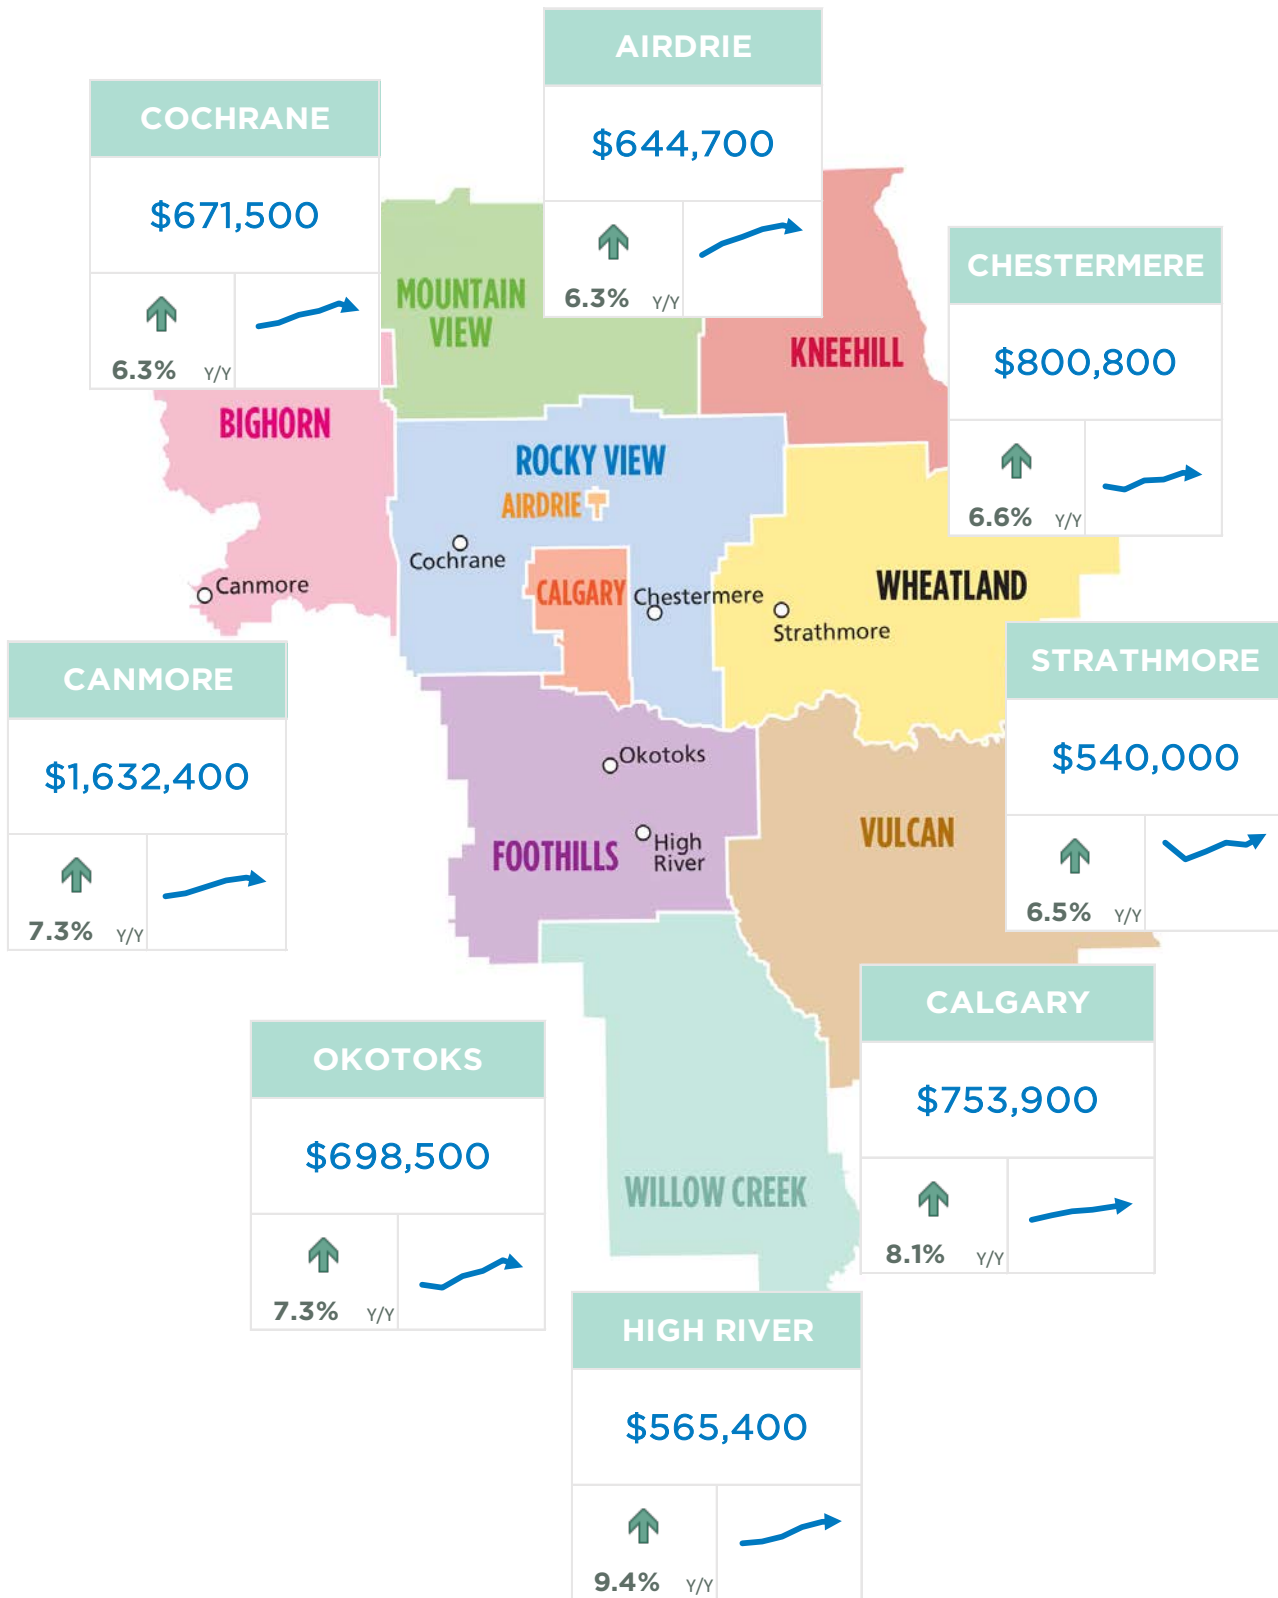 AIRDRIE
$644,700
6.3% Y/Y
COCHRANE
$671,500
6.3% Y/Y
CHESTERMERE
$800,800
6.6% Y/Y
MOUNTAIN
VIEW
KNEEHILL
BIGHORN
ROCKY VIEW
AIRDRIE
Cochrane
CALGARY
Chestermere
Canmore
WHEATLAND
Strathmore
CANMORE
$1,632,400
7.3% Y/Y
STRATHMORE
$540,000
6.5% Y/Y
Okotoks
High
River
FOOTHILLS
VULCAN
CALGARY
$753,900
8.1% Y/Y
OKOTOKS
$698,500
7.3% Y/Y
WILLOW CREEK
HIGH RIVER
$565,400
9.4% Y/Y